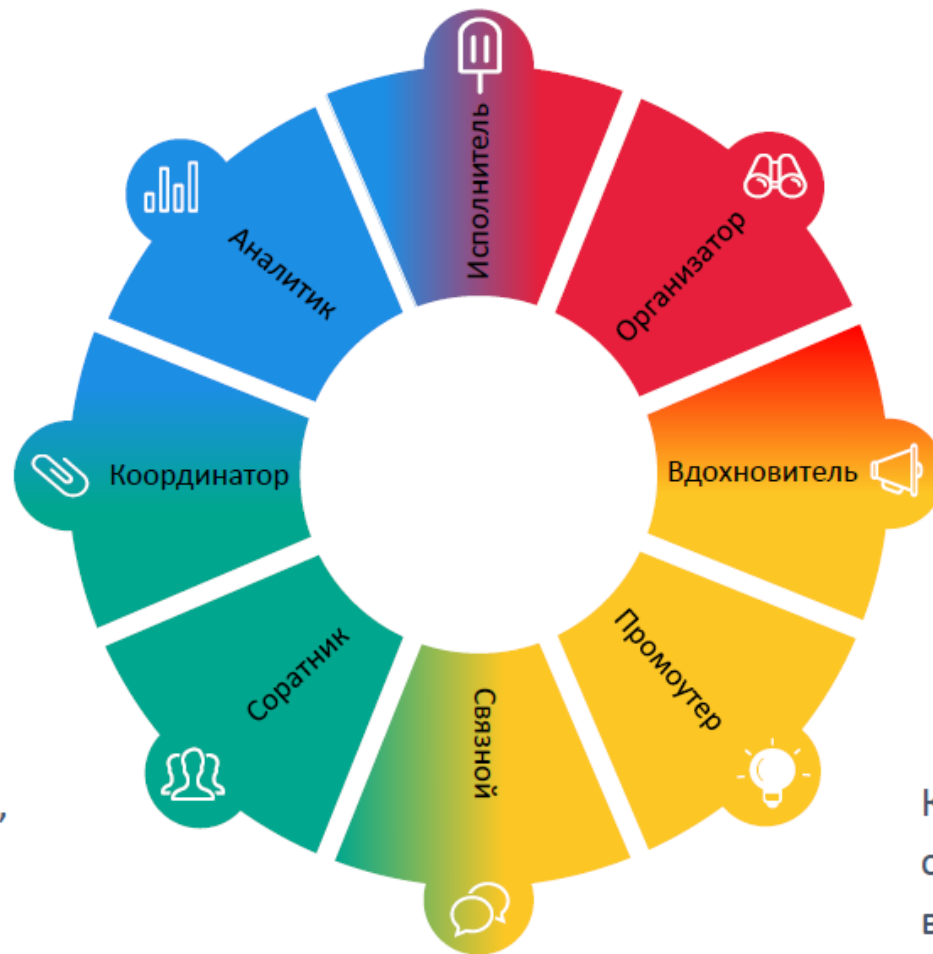 Исполнитель
Организатор
Вдохновитель
Промоутер
Связной
Соратник
Координатор
Аналитик
,